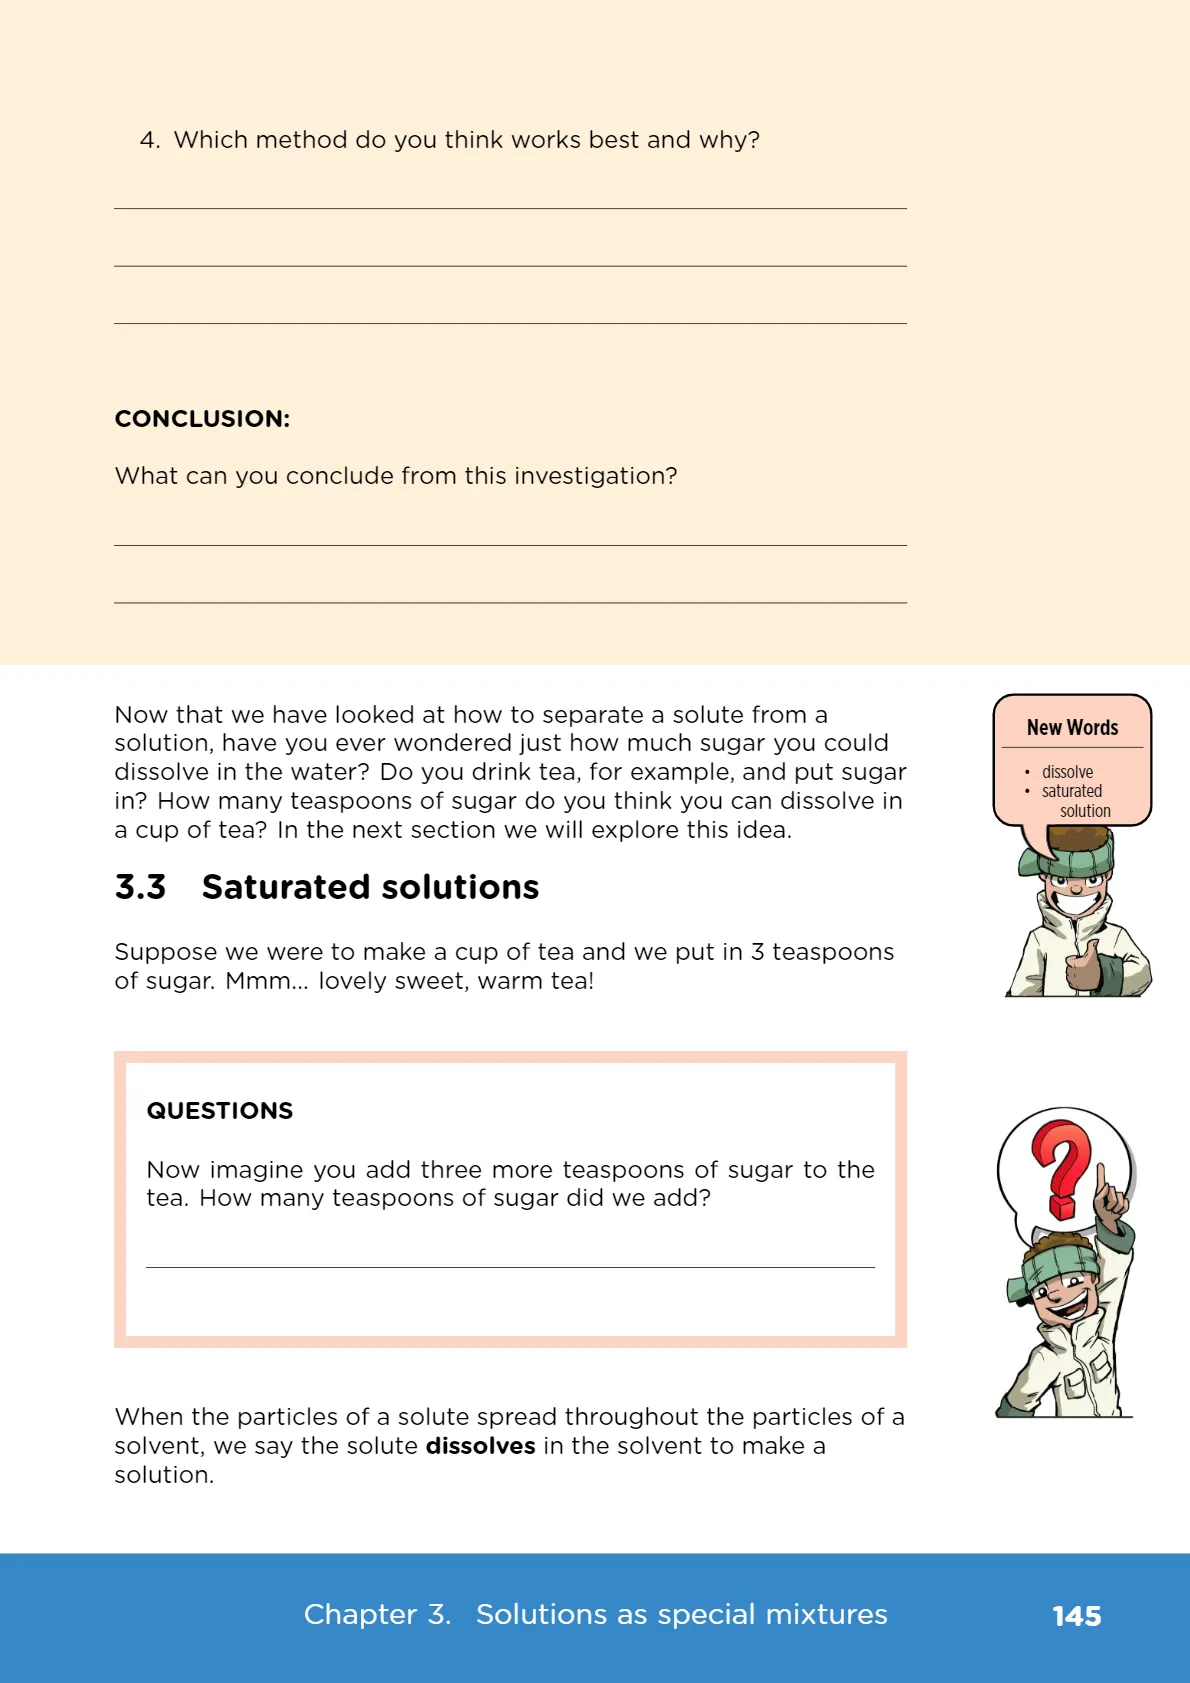 4. Which method do you think works best and why?
CONCLUSION:
What can you conclude from this investigation?
Now that we have looked at how to separate a solute from a
solution, have you ever wondered just how much sugar you could
dissolve in the water? Do you drink tea, for example, and put sugar
in? How many teaspoons of sugar do you think you can dissolve in
a cup of tea? In the next section we will explore this idea.
New Words
• dissolve
• saturated
solution
3.3 Saturated solutions
Suppose we were to make a cup of tea and we put in 3 teaspoons
of sugar. Mmm... lovely sweet, warm tea!
QUESTIONS
Now imagine you add three more teaspoons of sugar to the
tea. How many teaspoons of sugar did we add?
?
When the particles of a solute spread throughout the particles of a
solvent, we say the solute dissolves in the solvent to make a
solution.
Chapter 3. Solutions as special mixtures 145